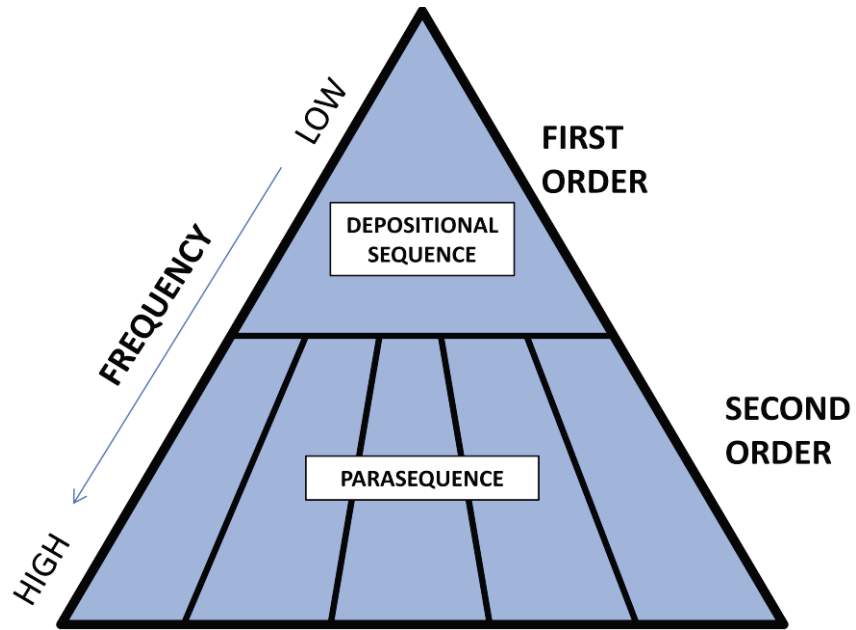 LOW
FIRST
ORDER
DEPOSITIONAL
SEQUENCE
FREQUENCY
SECOND
ORDER
PARASEQUENCE
HIGH